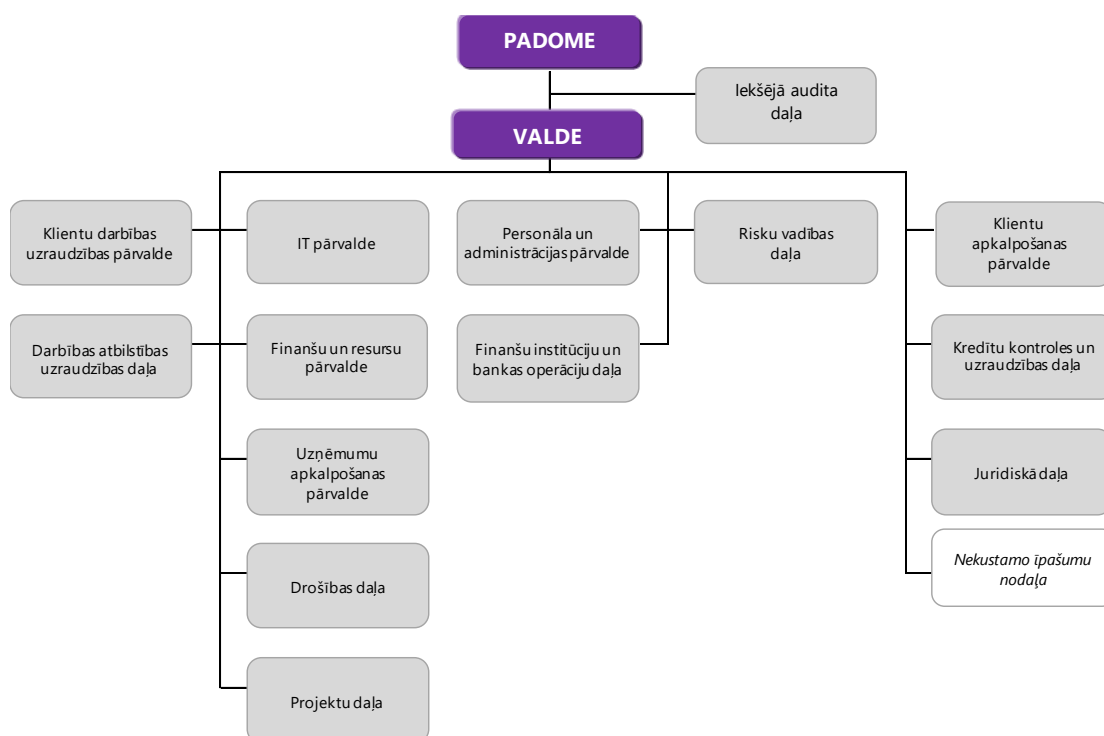 PADOME
Iekšējā audita
daļa
VALDE
Klientu darbības
uzraudzības pārvalde
IT pārvalde
Personāla un
administrācijas pārvalde
Risku vadības
daļa
Klientu
apkalpošanas
pārvalde
Darbības atbilstības
uzraudzības daļa
Finanšu un resursu
pārvalde
Finanšu institūciju un
bankas operāciju daļa
Kredītu kontroles un
uzraudzības daļa
Uzņēmumu
apkalpošanas
pārvalde
Juridiskā daļa
Drošības daļa
Nekustamo īpašumu
nodaļa
Projektu daļa